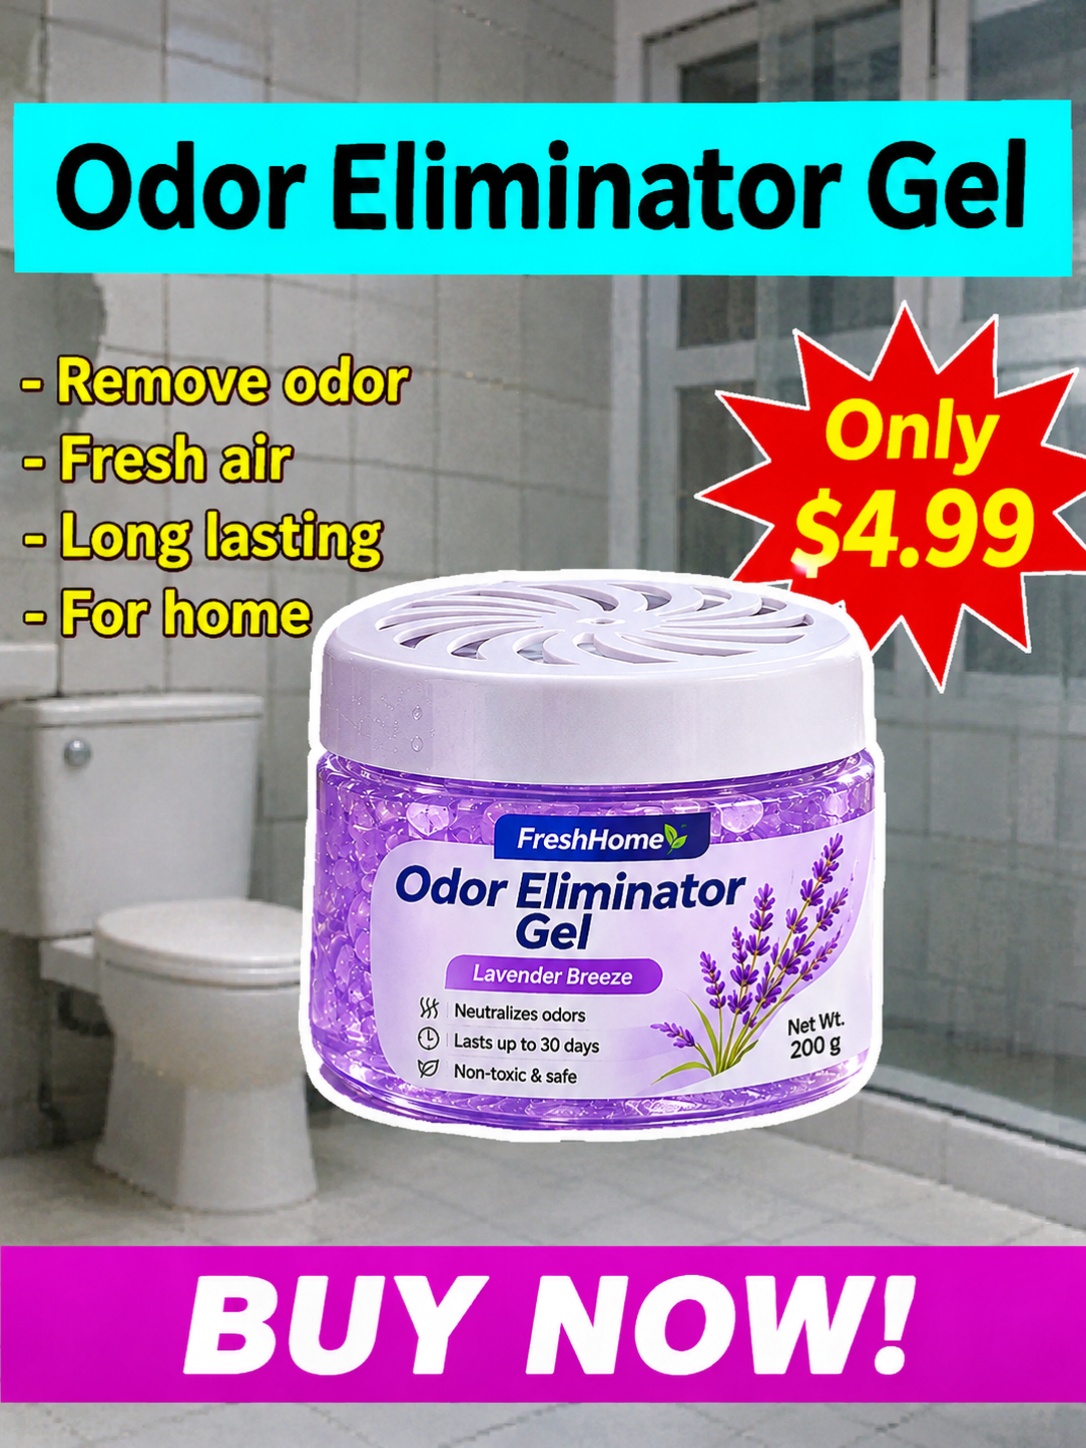 Odor Eliminator Gel
- Remove odor
- Fresh air
- Long lasting
- For home
Only
$4.99
FreshHome
Odor Eliminator
Gel
Lavender Breeze
Neutralizes odors
Lasts up to 30 days
Non-toxic & safe
Net Wt.
200 g
BUY NOW!